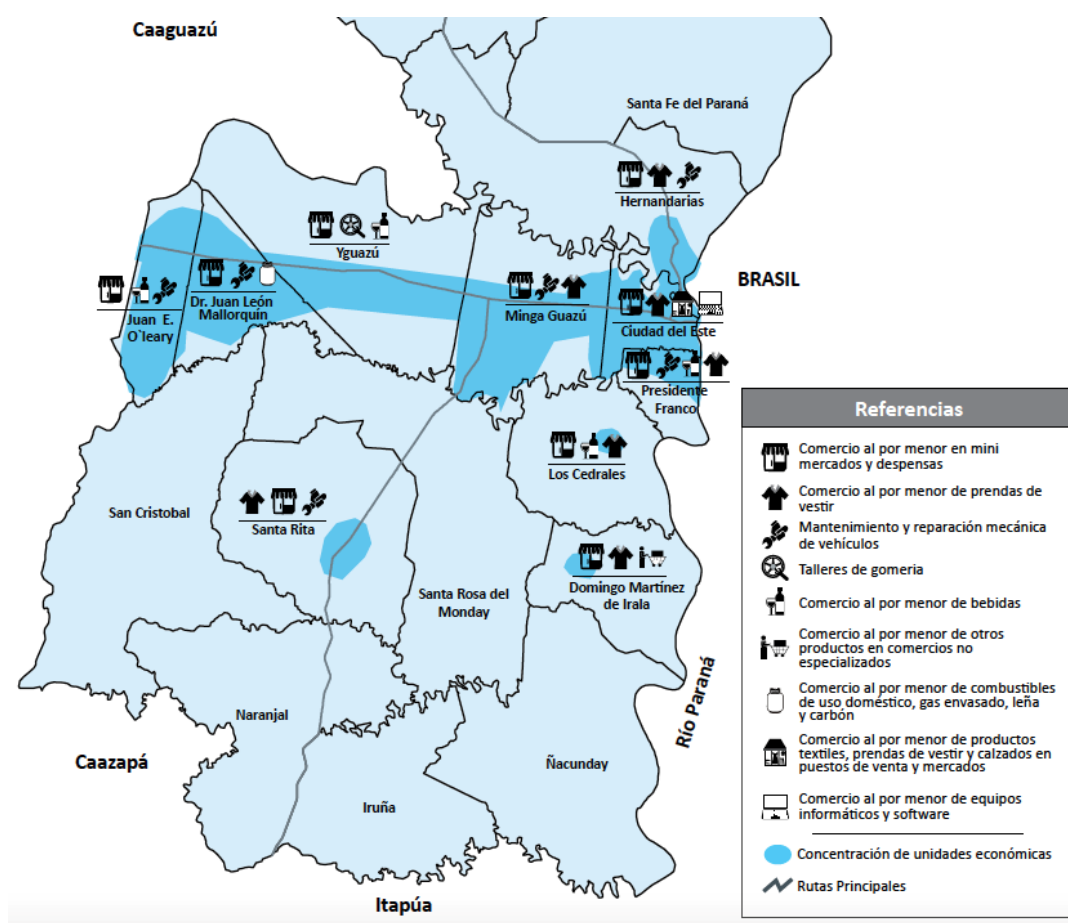 Caaguazú
Santa Fe del Paraná
Hernandarias
Yguazú
BRASIL
Dr. Juan León
Mallorquín
Juan E.
O`leary
Minga Guazú
Ciudad del Este
Presidente
Franco
Los Cedrales
San Cristobal
Santa Rita
Santa Rosa del
Monday
Domingo Martínez
de Irala
Río Paraná
Naranjal
Caazapá
Ñacunday
Iruña
Itapúa
Referencias
Comercio al por menor en mini
mercados y despensas
Comercio al por menor de prendas de
vestir
Mantenimiento y reparación mecánica
de vehículos
Talleres de gomeria
Comercio al por menor de bebidas
Comercio al por menor de otros
productos en comercios no
especializados
Comercio al por menor de combustibles
de uso doméstico, gas envasado, leña
y carbón
Comercio al por menor de productos
textiles, prendas de vestir y calzados en
puestos de venta y mercados
Comercio al por menor de equipos
informáticos y software
Concentración de unidades económicas
Rutas Principales